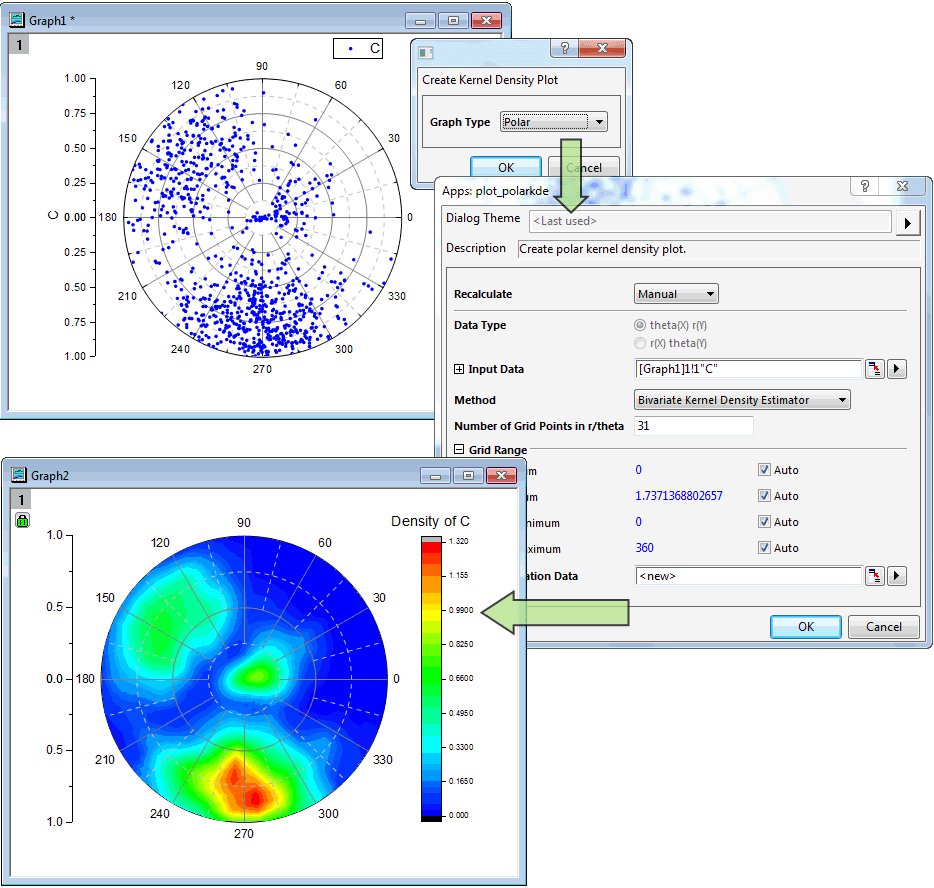 Graph1 *
1
C
90
120
60
150
30
180
0
210
330
240
300
270
1.00
0.75
0.50
0.25
0.00
0.25
0.50
0.75
1.00
C
Create Kernel Density Plot
Graph Type Polar
OK Cancel
Apps: plot_polarkde
Dialog Theme <Last used>
Description Create polar kernel density plot.
Recalculate Manual
Data Type theta(X) r(Y)
r(X) theta(Y)
Input Data [Graph1]1!1"C"
Method Bivariate Kernel Density Estimator
Number of Grid Points in r/theta 31
Grid Range
um 0 Auto
um 1.7371368802657 Auto
nimum 0 Auto
ximum 360 Auto
ation Data <new>
OK Cancel
Graph2
1
Density of C
90
120
60
150
30
180
0
210
330
240
300
270
1.0
0.5
0.0
0.5
1.0
1.320
1.155
0.9900
0.8250
0.6600
0.4950
0.3300
0.1650
0.000